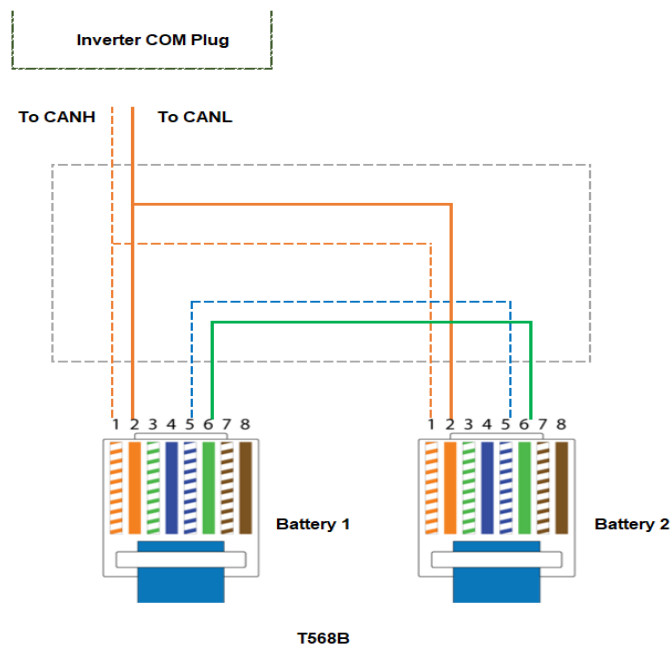 Inverter COM Plug
To CANH To CANL
1 2 3 4 5 6 7 8 1 2 3 4 5 6 7 8
Battery 1 Battery 2
T568B